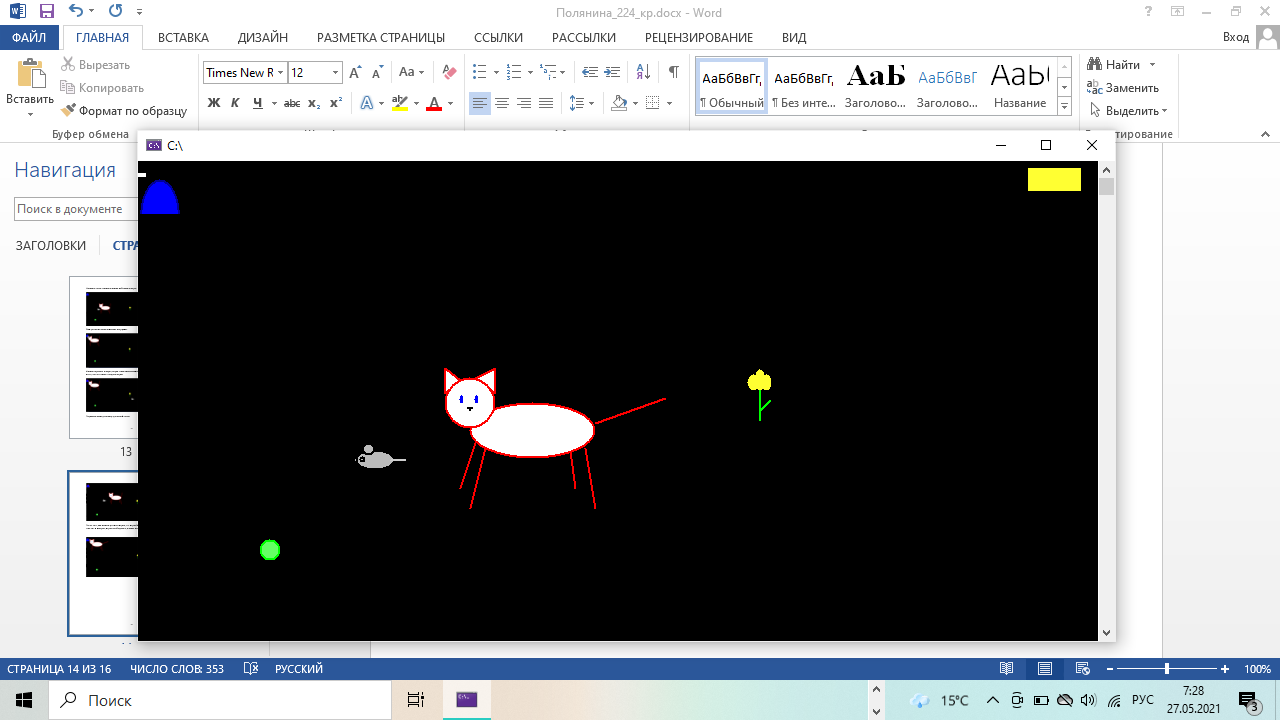 Полянина_224_кр.docx - Word
ФАЙЛ ГЛАВНАЯ ВСТАВКА ДИЗАЙН РАЗМЕТКА СТРАНИЦЫ ССЫЛКИ РАССЫЛКИ РЕЦЕНЗИРОВАНИЕ ВИД Вход
Вставить
Вырезать
Копировать
Формат по образцу
Буфер обмена
Times New R 12
Aa
Ж К Ч abc x₂ x²
АаБбВвГг, АаБбВвГг, АаБ АаБбВвГ АаЬ
¶ Обычный ¶ Без инте... Заголово... Заголово... Название
Найти
Заменить
Выделить
C:\
Навигация
Поиск в документе
ЗАГОЛОВКИ СТРА
13
СТРАНИЦА 14 ИЗ 16 ЧИСЛО СЛОВ: 353 РУССКИЙ 100%
Поиск
15°C
РУС
7:28
27.05.2021
3